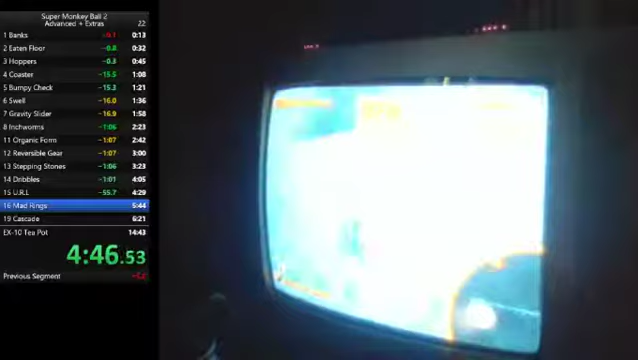 Super Monkey Ball 2
Advanced + Extras 22
1 Banks -0.1 0:13
2 Eaten Floor -0.8 0:32
3 Hoppers -0.3 0:45
4 Coaster -15.5 1:08
5 Bumpy Check -15.3 1:21
6 Swell -16.0 1:36
7 Gravity Slider -16.9 1:58
8 Inchworms -1:06 2:23
11 Organic Form -1:07 2:42
12 Reversible Gear -1:07 3:00
13 Stepping Stones -1:06 3:23
14 Dribbles -1:01 4:05
15 U.R.L -55.7 4:29
16 Mad Rings 5:44
19 Cascade 6:21
EX-10 Tea Pot 14:43
4:46.53
Previous Segment